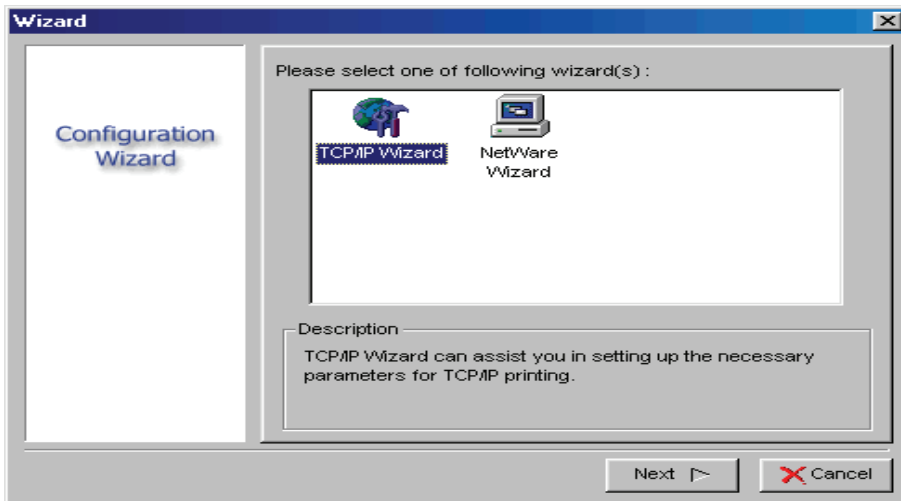 Wizard
Configuration
Wizard
Please select one of following wizard(s) :
TCP/IP Wizard
NetWare
Wizard
Description
TCP/IP Wizard can assist you in setting up the necessary
parameters for TCP/IP printing.
Next
Cancel